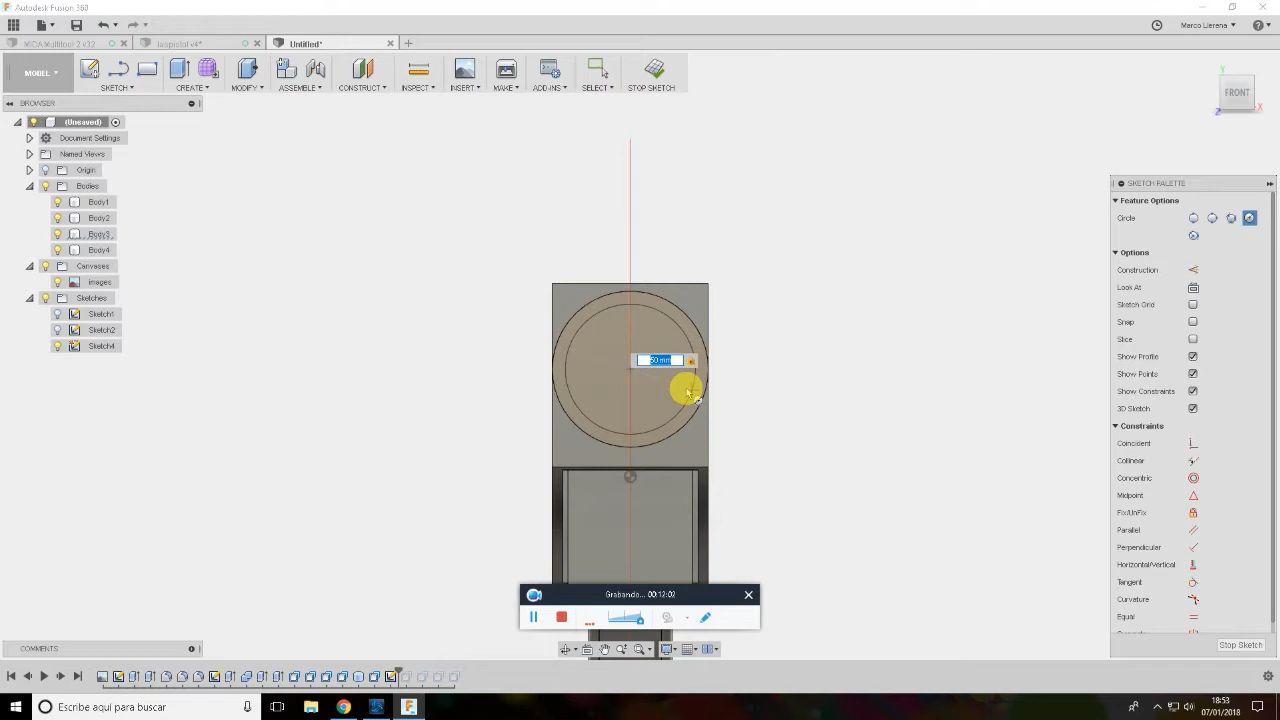 Autodesk Fusion 360
Marco Llerena
MIDA Multitool 2 v32
Untitled*
MODEL
SKETCH
CREATE
MODIFY
ASSEMBLE
CONSTRUCT
INSPECT
INSERT
MAKE
ADD-INS
SELECT
STOP SKETCH
FRONT
Y
X
Z
BROWSER
(Unsaved)
Document Settings
Named Views
Origin
Bodies
Body1
Body2
Body3
Body4
Canvases
images
Sketches
Sketch1
Sketch2
Sketch4
SKETCH PALETTE
Feature Options
Circle
Options
Construction
Look At
Sketch Grid
Snap
Slice
Show Profile
Show Points
Show Constraints
3D Sketch
Constraints
Coincident
Collinear
Concentric
Midpoint
Fix/UnFix
Parallel
Perpendicular
Horizontal/Vertical
Tangent
Curvature
Equal
Stop Sketch
50 mm
Grabando... 00:12:02
COMMENTS
Escribe aquí para buscar
18:53
07/01/2018